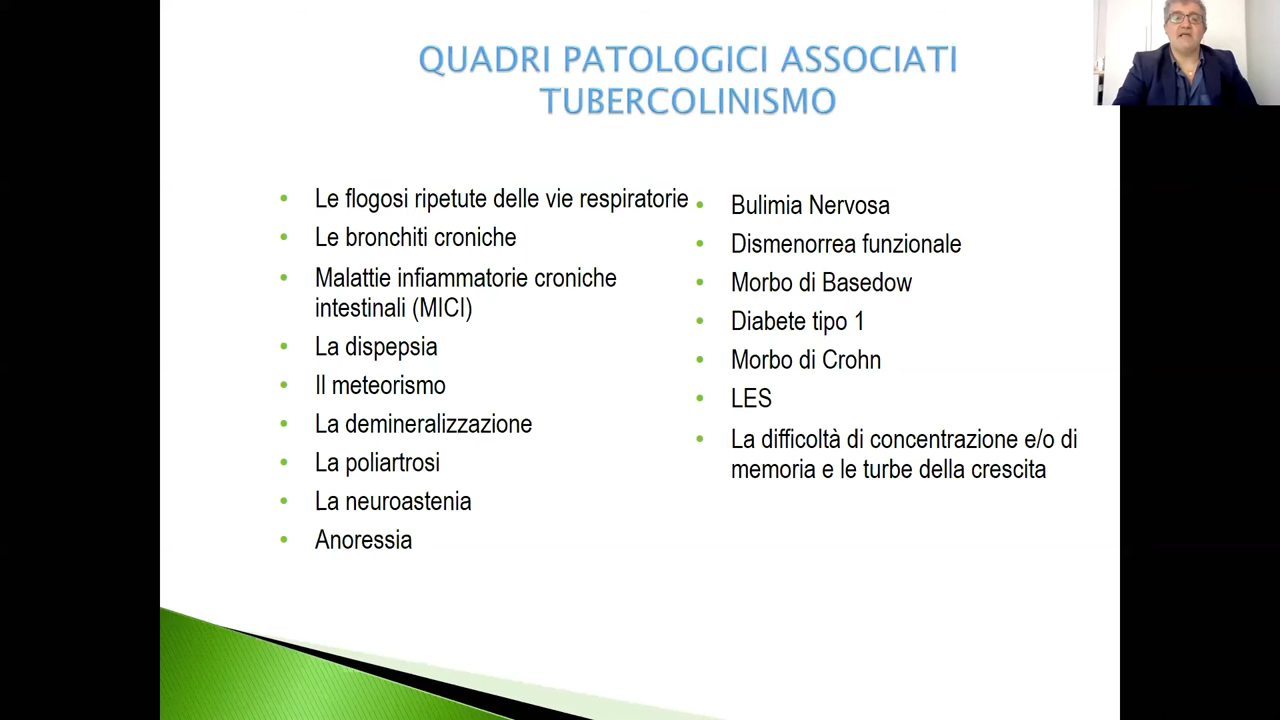 QUADRI PATOLOGICI ASSOCIATI
TUBERCOLINISMO
• Le flogosi ripetute delle vie respiratorie
• Le bronchiti croniche
• Malattie infiammatorie croniche
intestinali (MICI)
• La dispepsia
• Il meteorismo
• La demineralizzazione
• La poliartrosi
• La neuroastenia
• Anoressia
• Bulimia Nervosa
• Dismenorrea funzionale
• Morbo di Basedow
• Diabete tipo 1
• Morbo di Crohn
• LES
• La difficoltà di concentrazione e/o di
memoria e le turbe della crescita